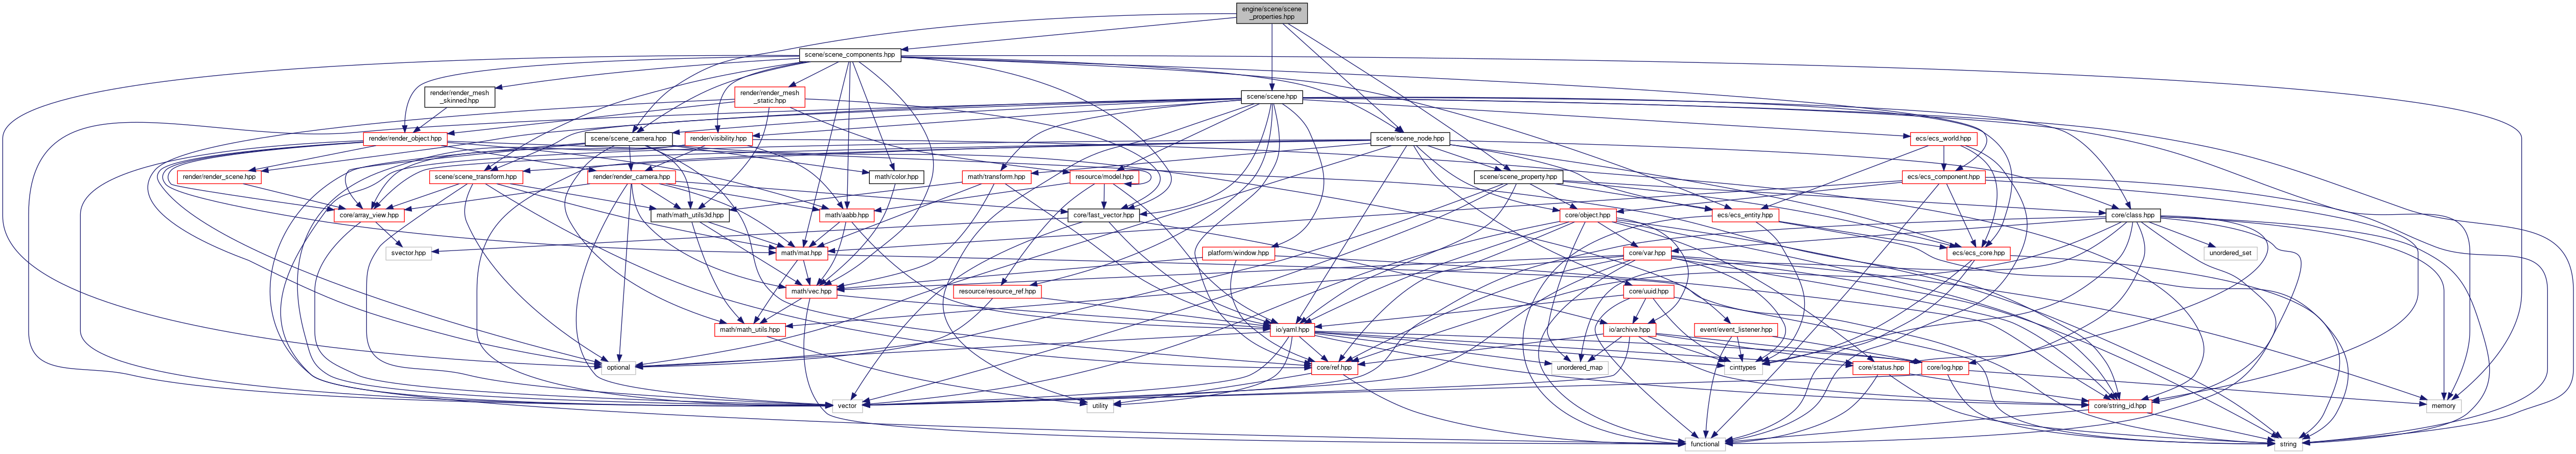 engine/scene/scene
_properties.hpp
scene/scene_components.hpp
render/render_mesh
_skinned.hpp
render/render_mesh
_static.hpp
scene/scene.hpp
render/render_object.hpp
scene/scene_camera.hpp
render/visibility.hpp
scene/scene_node.hpp
ecs/ecs_world.hpp
render/render_scene.hpp
scene/scene_transform.hpp
render/render_camera.hpp
math/color.hpp
math/transform.hpp
resource/model.hpp
scene/scene_property.hpp
ecs/ecs_component.hpp
core/array_view.hpp
math/math_utils3d.hpp
math/aabb.hpp
core/fast_vector.hpp
core/object.hpp
ecs/ecs_entity.hpp
core/class.hpp
svector.hpp
math/mat.hpp
platform/window.hpp
core/var.hpp
ecs/ecs_core.hpp
unordered_set
math/vec.hpp
resource/resource_ref.hpp
core/uuid.hpp
math/math_utils.hpp
io/yaml.hpp
io/archive.hpp
event/event_listener.hpp
optional
core/ref.hpp
unordered_map
cinttypes
core/status.hpp
core/log.hpp
vector
utility
core/string_id.hpp
memory
functional
string